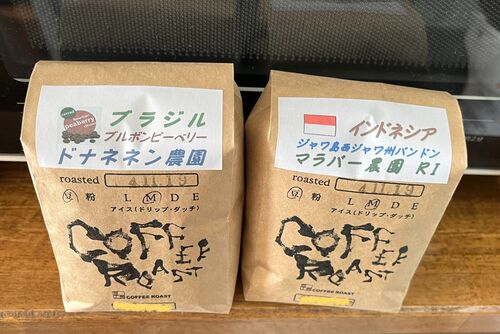 peaberry
ブラジル
ブルボンピーベリー
ドナネネン農園
roasted 4.11.19
豆 粉 L M D E
アイス(ドリップ・ダッチ)
COFFEE
ROAST
COFFEE ROAST
インドネシア
ジャワ島西ジャワ州バンドン
マラバー農園 R1
roasted 4.11.19
豆 粉 L M D E
アイス(ドリップ・ダッチ)
COFFEE
ROAST
COFFEE ROAST